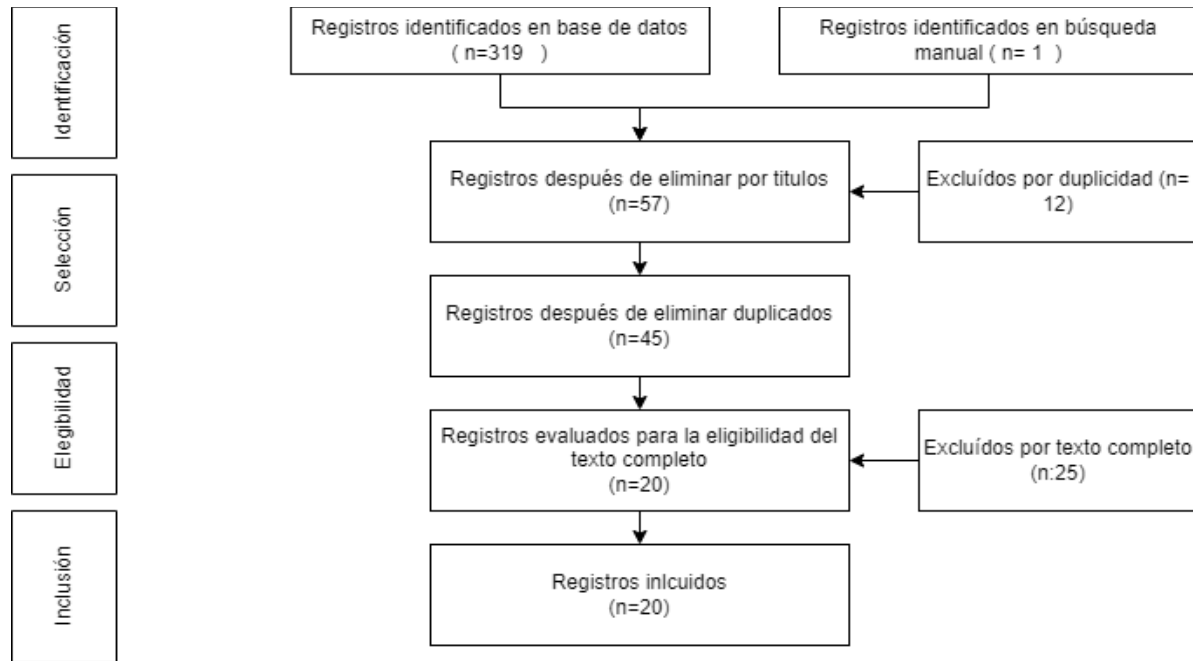 Identificación
Registros identificados en base de datos
( n=319 )
Registros identificados en búsqueda
manual ( n= 1 )
Registros después de eliminar por titulos
(n=57)
Excluídos por duplicidad (n=
12)
Selección
Registros después de eliminar duplicados
(n=45)
Elegibilidad
Registros evaluados para la eligibilidad del
texto completo
(n=20)
Excluídos por texto completo
(n:25)
Inclusión
Registros inlcuidos
(n=20)